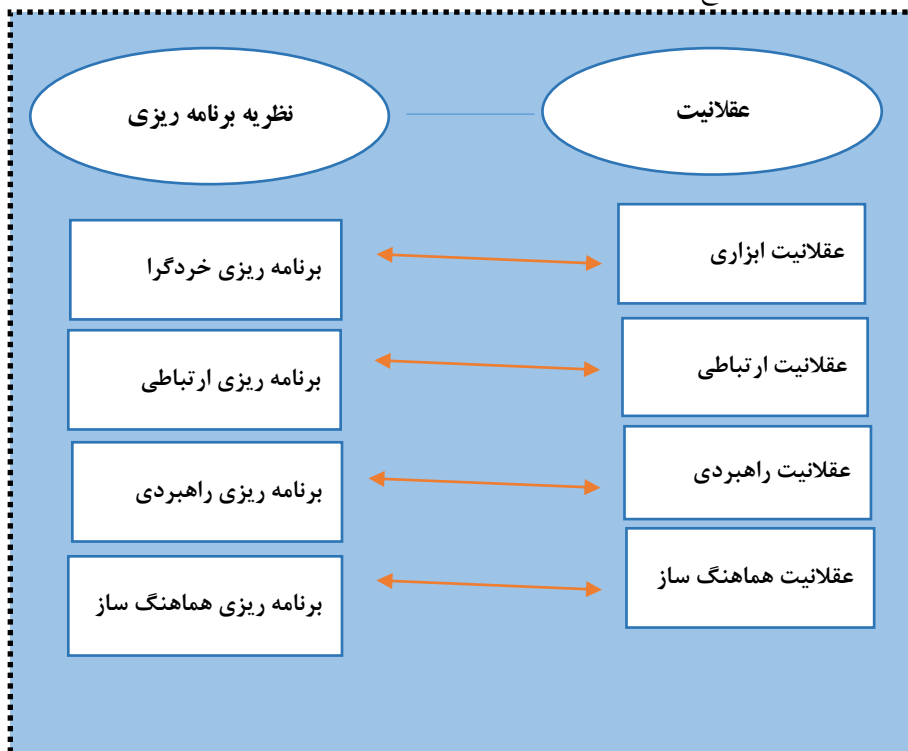 عقلانیت
نظریه برنامه ریزی
عقلانیت ابزاری
برنامه ریزی خردگرا
عقلانیت ارتباطی
برنامه ریزی ارتباطی
عقلانیت راهبردی
برنامه ریزی راهبردی
عقلانیت هماهنگ ساز
برنامه ریزی هماهنگ ساز